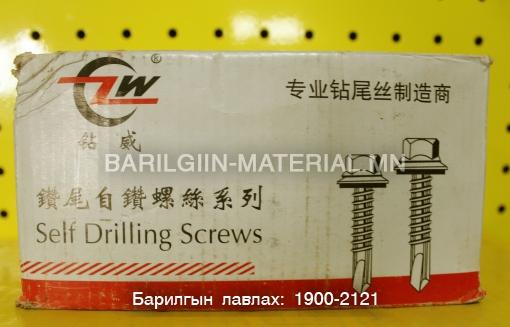 ZW®
专业钻尾丝制造商
钻威
BARILGIIN-MATERIAL.MN
鑽尾自鑽螺絲系列
Self Drilling Screws
Барилгын лавлах: 1900-2121